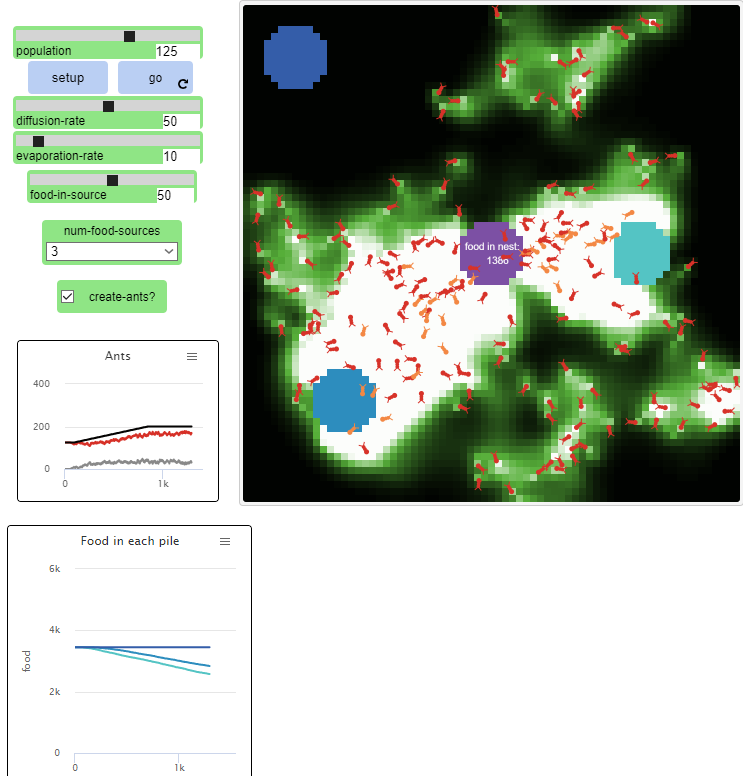 population
125
setup
go
diffusion-rate
50
evaporation-rate
10
food-in-source
50
num-food-sources
3
create-ants?
food in nest:
1386
Ants
400
200
0
0
1k
Food in each pile
6k
4k
food
2k
0
0
1k